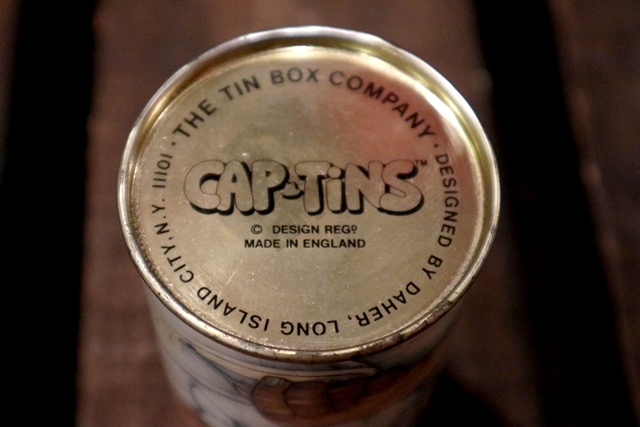 THE TIN BOX COMPANY · DESIGNED BY DAHER, LONG ISLAND CITY, N.Y. 11101 ·
CAP·TiNS™
© DESIGN REGD
MADE IN ENGLAND